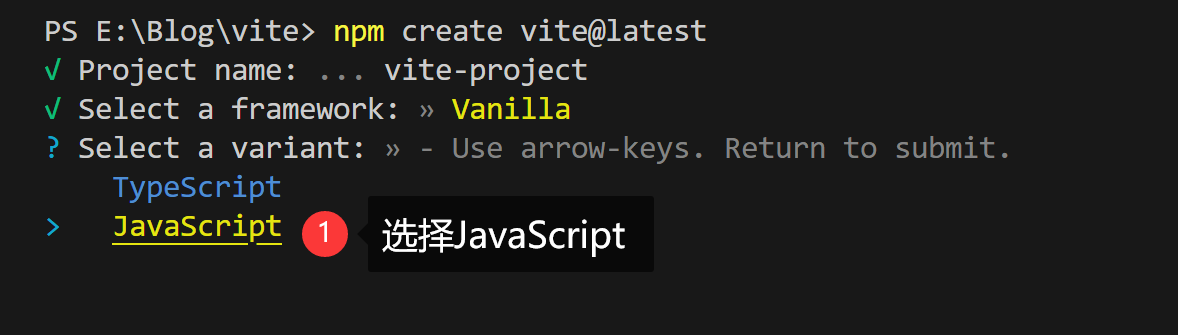 PS E:\Blog\vite> npm create vite@latest
√ Project name: ... vite-project
√ Select a framework: » Vanilla
? Select a variant: » - Use arrow-keys. Return to submit.
TypeScript
> JavaScript 1 选择JavaScript